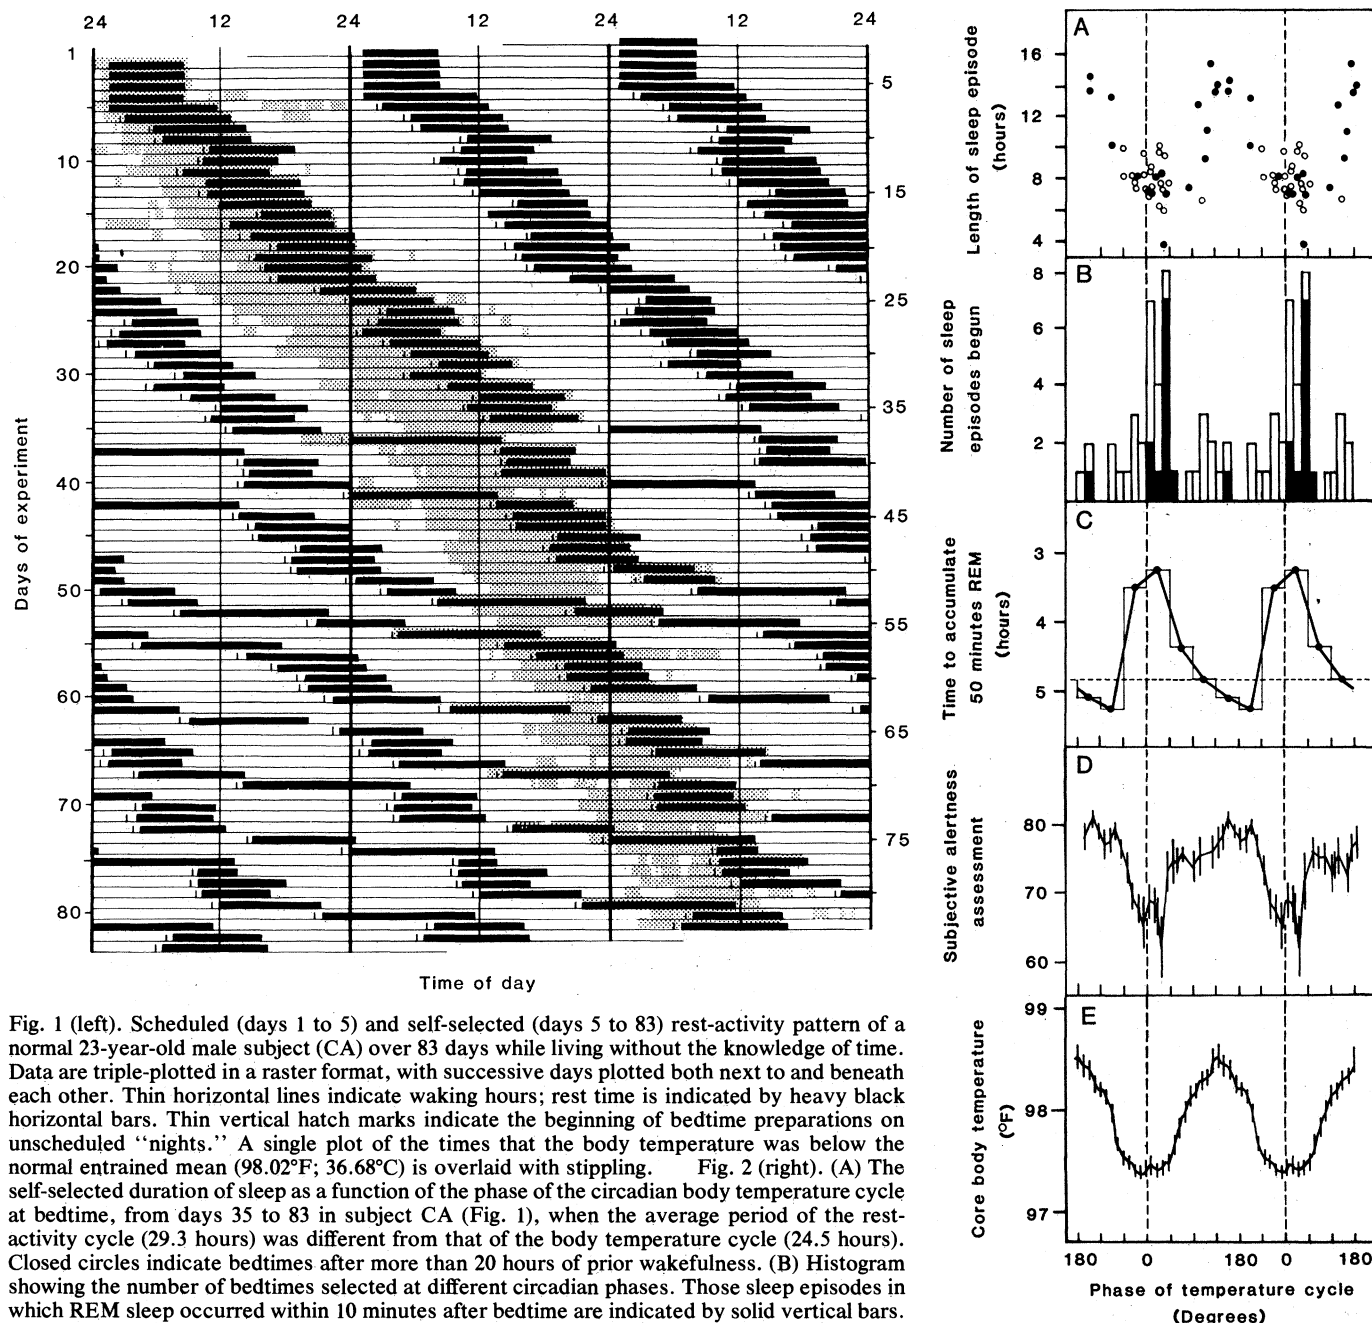 24 12 24 12 24 12 24
1
10
20
30
40
50
60
70
80
5
15
25
35
45
55
65
75
Days of experiment
Time of day
A
Length of sleep episode
(hours)
16
12
8
4
B
Number of sleep
episodes begun
8
6
4
2
C
Time to accumulate
50 minutes REM
(hours)
3
4
5
D
Subjective alertness
assessment
80
70
60
E
Core body temperature
(°F)
99
98
97
180 0 180 0 180
Phase of temperature cycle
(Degrees)
Fig. 1 (left). Scheduled (days 1 to 5) and self-selected (days 5 to 83) rest-activity pattern of a
normal 23-year-old male subject (CA) over 83 days while living without the knowledge of time.
Data are triple-plotted in a raster format, with successive days plotted both next to and beneath
each other. Thin horizontal lines indicate waking hours; rest time is indicated by heavy black
horizontal bars. Thin vertical hatch marks indicate the beginning of bedtime preparations on
unscheduled "nights." A single plot of the times that the body temperature was below the
normal entrained mean (98.02°F; 36.68°C) is overlaid with stippling. Fig. 2 (right). (A) The
self-selected duration of sleep as a function of the phase of the circadian body temperature cycle
at bedtime, from days 35 to 83 in subject CA (Fig. 1), when the average period of the rest-
activity cycle (29.3 hours) was different from that of the body temperature cycle (24.5 hours).
Closed circles indicate bedtimes after more than 20 hours of prior wakefulness. (B) Histogram
showing the number of bedtimes selected at different circadian phases. Those sleep episodes in
which REM sleep occurred within 10 minutes after bedtime are indicated by solid vertical bars.